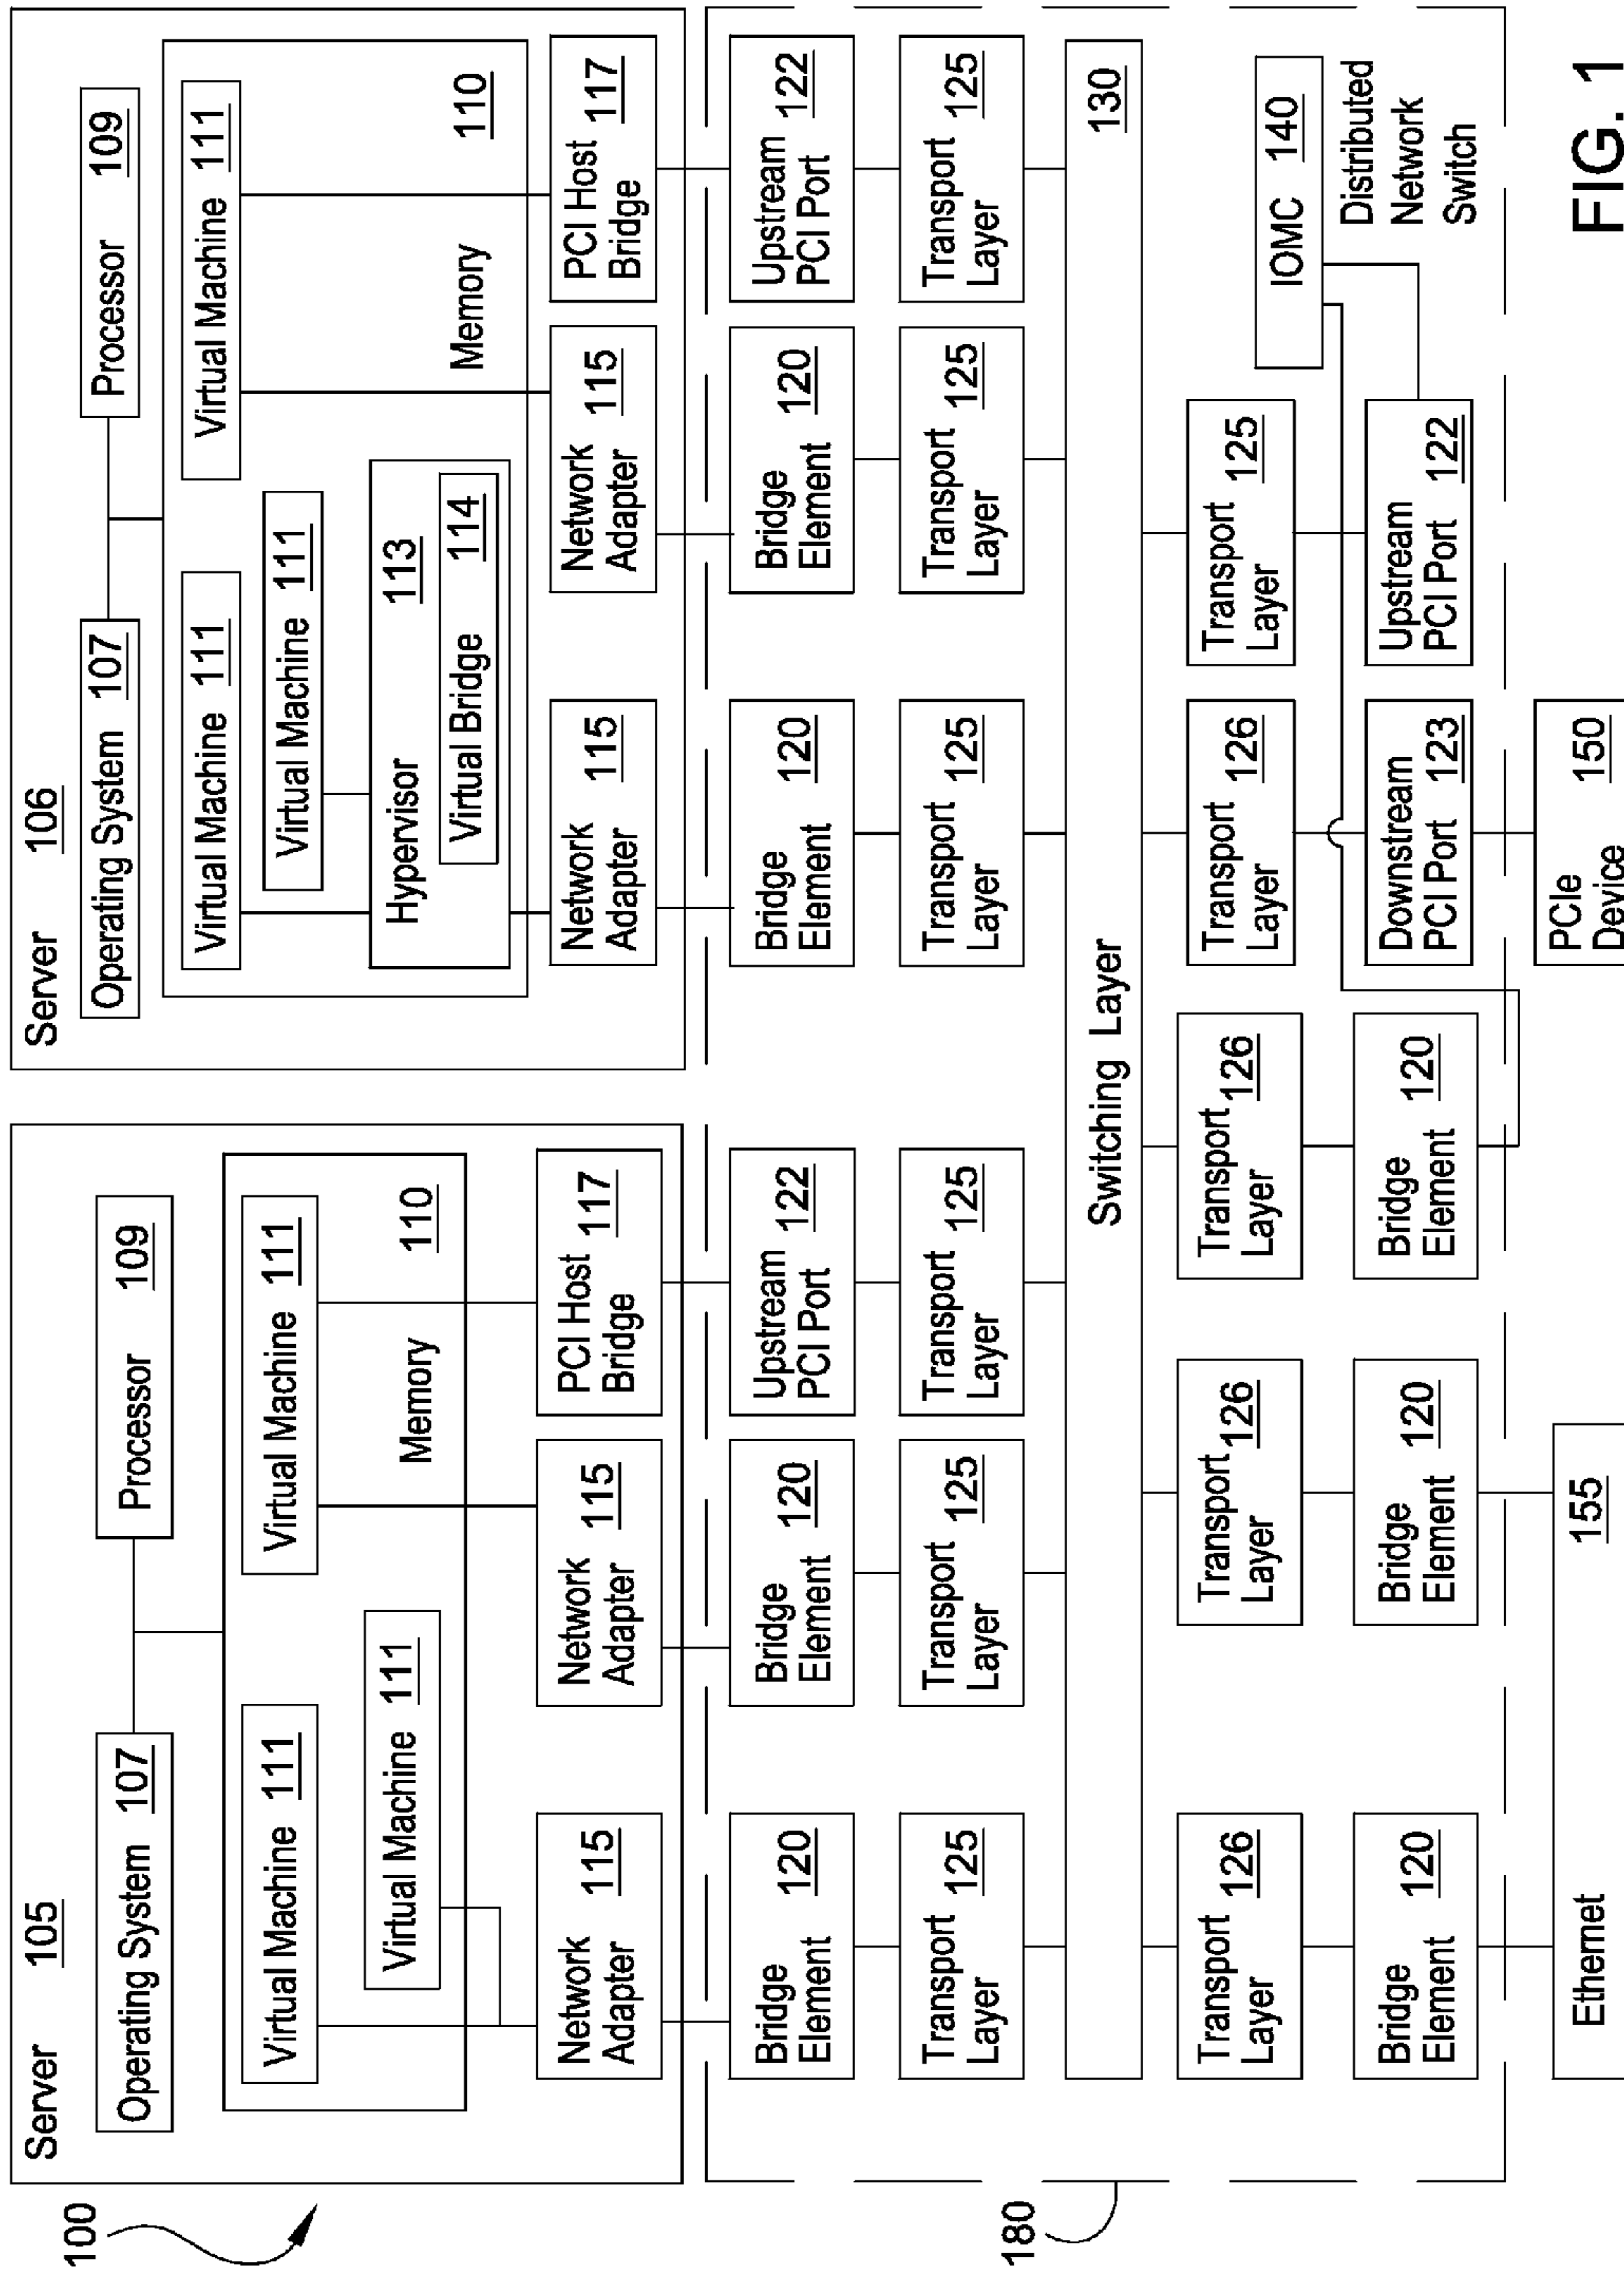 100
Server 105
Operating System 107
Processor 109
Virtual Machine 111
Virtual Machine 111
Virtual Machine 111
Memory
110
Network
Adapter 115
Network
Adapter 115
PCI Host
Bridge 117
Server 106
Operating System 107
Processor 109
Virtual Machine 111
Virtual Machine 111
Virtual Machine 111
Hypervisor 113
Virtual Bridge 114
Memory
110
Network
Adapter 115
Network
Adapter 115
PCI Host
Bridge 117
180
Bridge
Element 120
Bridge
Element 120
Upstream
PCI Port 122
Bridge
Element 120
Bridge
Element 120
Upstream
PCI Port 122
Transport
Layer 125
Transport
Layer 125
Transport
Layer 125
Transport
Layer 125
Transport
Layer 125
Transport
Layer 125
Switching Layer 130
Transport
Layer 126
Transport
Layer 126
Transport
Layer 126
Transport
Layer 126
Transport
Layer 125
IOMC 140
Bridge
Element 120
Bridge
Element 120
Bridge
Element 120
Downstream
PCI Port 123
Upstream
PCI Port 122
Distributed
Network
Switch
Ethernet 155
PCIe
Device 150
FIG. 1